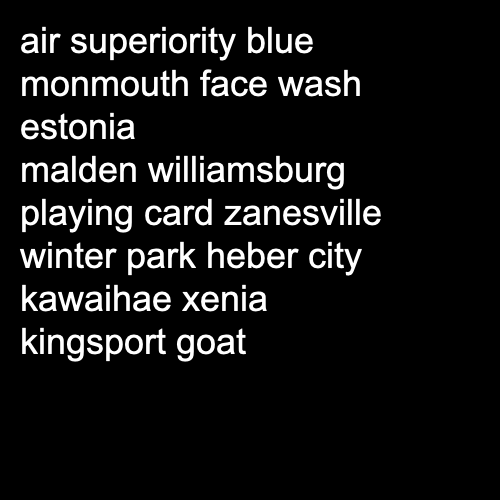 air superiority blue
monmouth face wash
estonia
malden williamsburg
playing card zanesville
winter park heber city
kawaihae xenia
kingsport goat